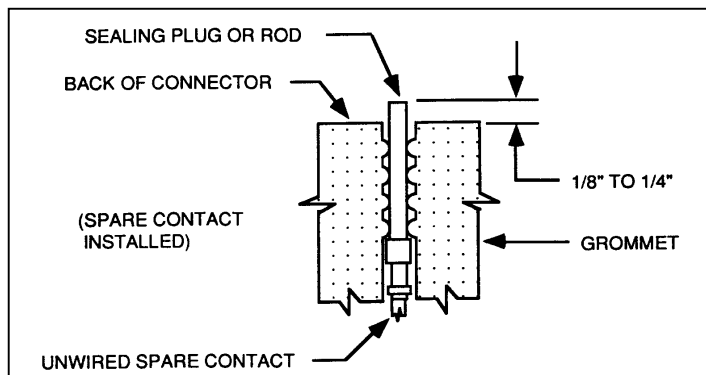 SEALING PLUG OR ROD
BACK OF CONNECTOR
1/8" TO 1/4"
(SPARE CONTACT
INSTALLED)
GROMMET
UNWIRED SPARE CONTACT